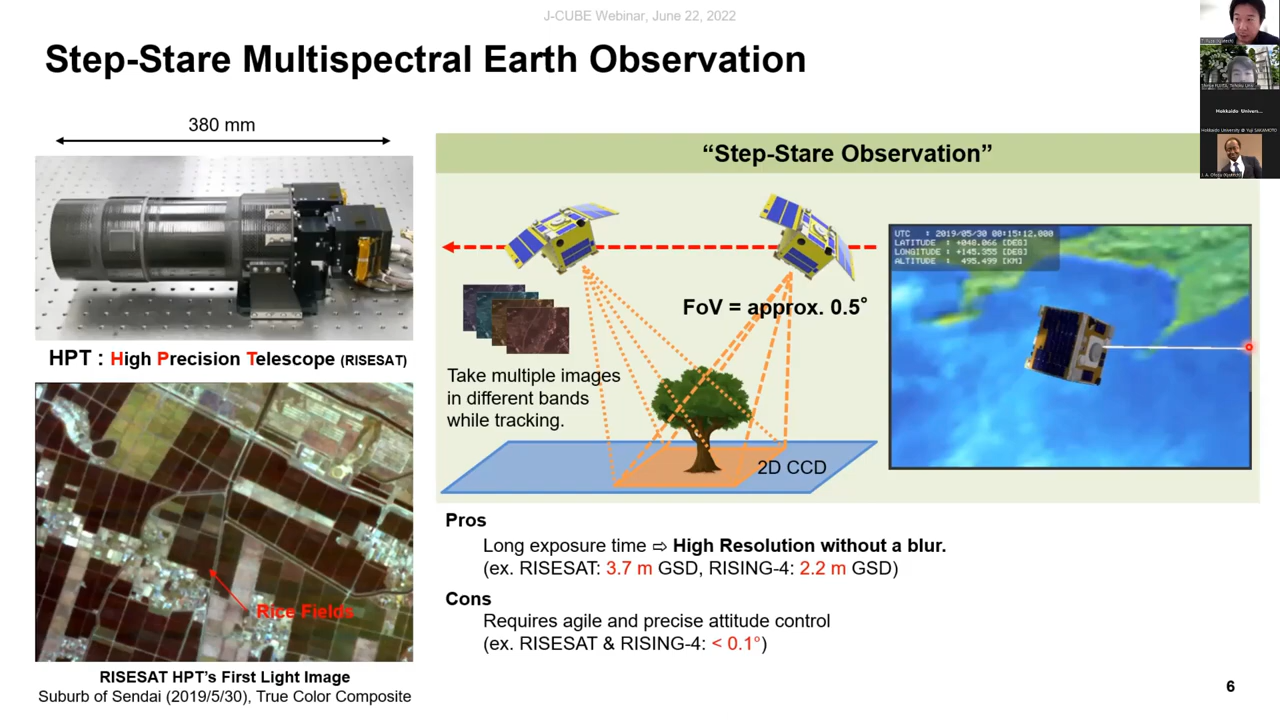 J-CUBE Webinar, June 22, 2022
Step-Stare Multispectral Earth Observation
380 mm
HPT : High Precision Telescope (RISESAT)
Rice Fields
RISESAT HPT's First Light Image
Suburb of Sendai (2019/5/30), True Color Composite
“Step-Stare Observation”
FoV = approx. 0.5°
Take multiple images
in different bands
while tracking.
2D CCD
UTC : 2019/05/30 00:15:12.000
LATITUDE : +048.066 [DEG]
LONGITUDE : +145.355 [DEG]
ALTITUDE : 495.499 [KM]
Pros
Long exposure time ⇨ High Resolution without a blur.
(ex. RISESAT: 3.7 m GSD, RISING-4: 2.2 m GSD)
Cons
Requires agile and precise attitude control
(ex. RISESAT & RISING-4: < 0.1°)
6
Hokkaido Univer...
Hokkaido University @ Yuji SAKAMOTO